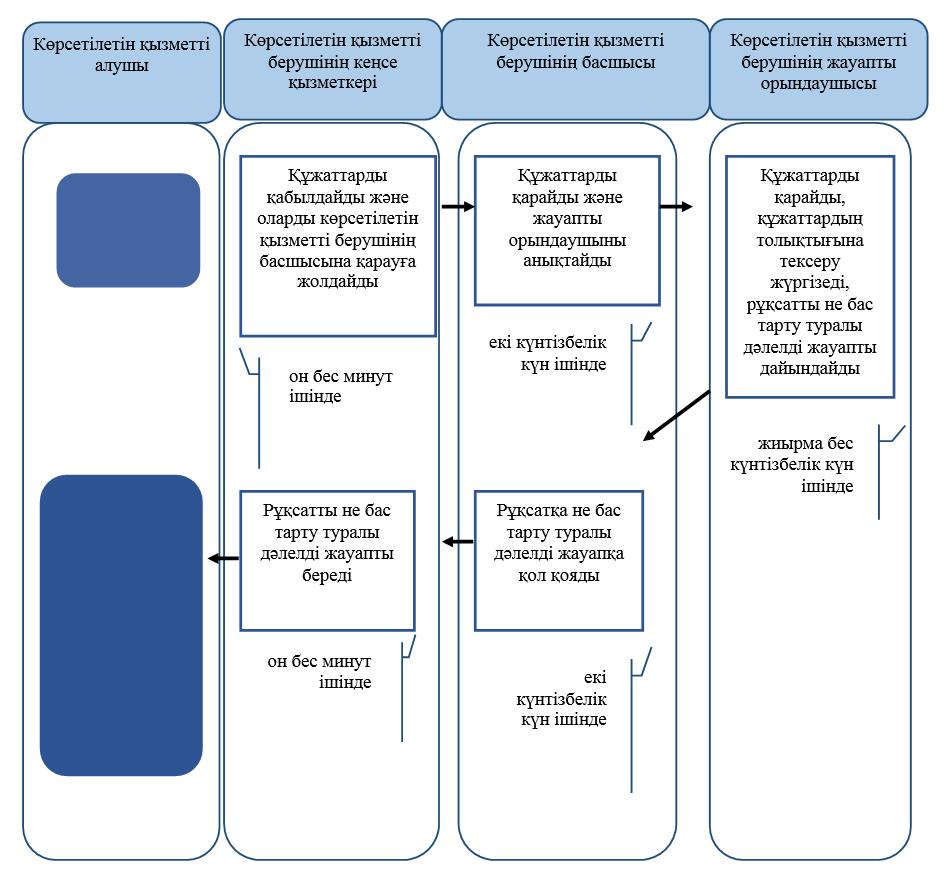 Көрсетілетін қызметті
алушы
Көрсетілетін қызметті
берушінің кеңсе
қызметкері
Көрсетілетін қызметті
берушінің басшысы
Көрсетілетін қызметті
берушінің жауапты
орындаушысы
Құжаттарды
қабылдайды және
оларды көрсетілетін
қызметті берушінің
басшысына қарауға
жолдайды
Құжаттарды
қарайды және
жауапты
орындаушыны
анықтайды
Құжаттарды
қарайды,
құжаттардың
толықтығына
тексеру
жүргізеді,
рұқсатты не бас
тарту туралы
дәлелді жауапты
дайындайды
он бес минут
ішінде
екі күнтізбелік
күн ішінде
жиырма бес
күнтізбелік күн
ішінде
Рұқсатты не бас
тарту туралы
дәлелді жауапты
береді
Рұқсатқа не бас
тарту туралы
дәлелді жауапқа
қол қояды
он бес минут
ішінде
екі
күнтізбелік
күн ішінде